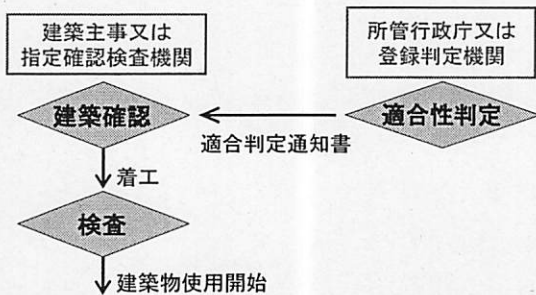 建築主事又は
指定確認検査機関
所管行政庁又は
登録判定機関
建築確認
適合性判定
適合判定通知書
着工
検査
建築物使用開始